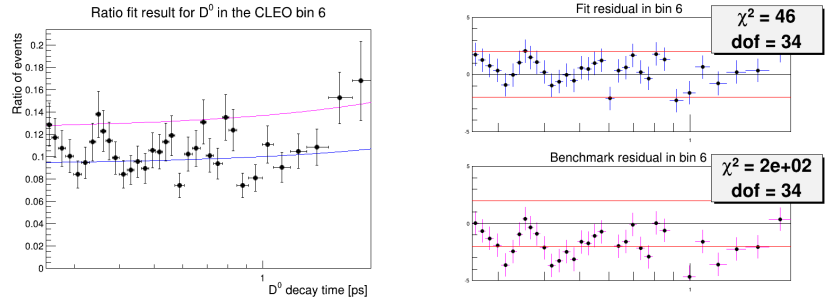 Ratio fit result for D⁰ in the CLEO bin 6
Ratio of events
0.2
0.18
0.16
0.14
0.12
0.1
0.08
0.06
0.04
0.02
0
1
D⁰ decay time [ps]
Fit residual in bin 6
χ² = 46
dof = 34
5
0
-5
1
Benchmark residual in bin 6
χ² = 2e+02
dof = 34
5
0
-5
1